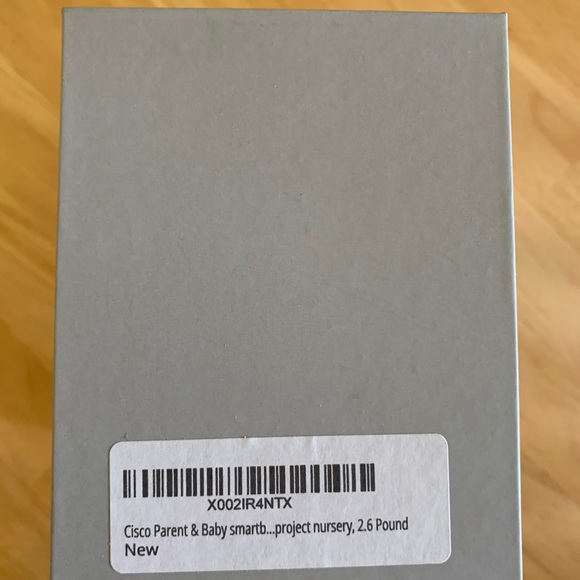 X002IR4NTX
Cisco Parent & Baby smartb...project nursery, 2.6 Pound
New